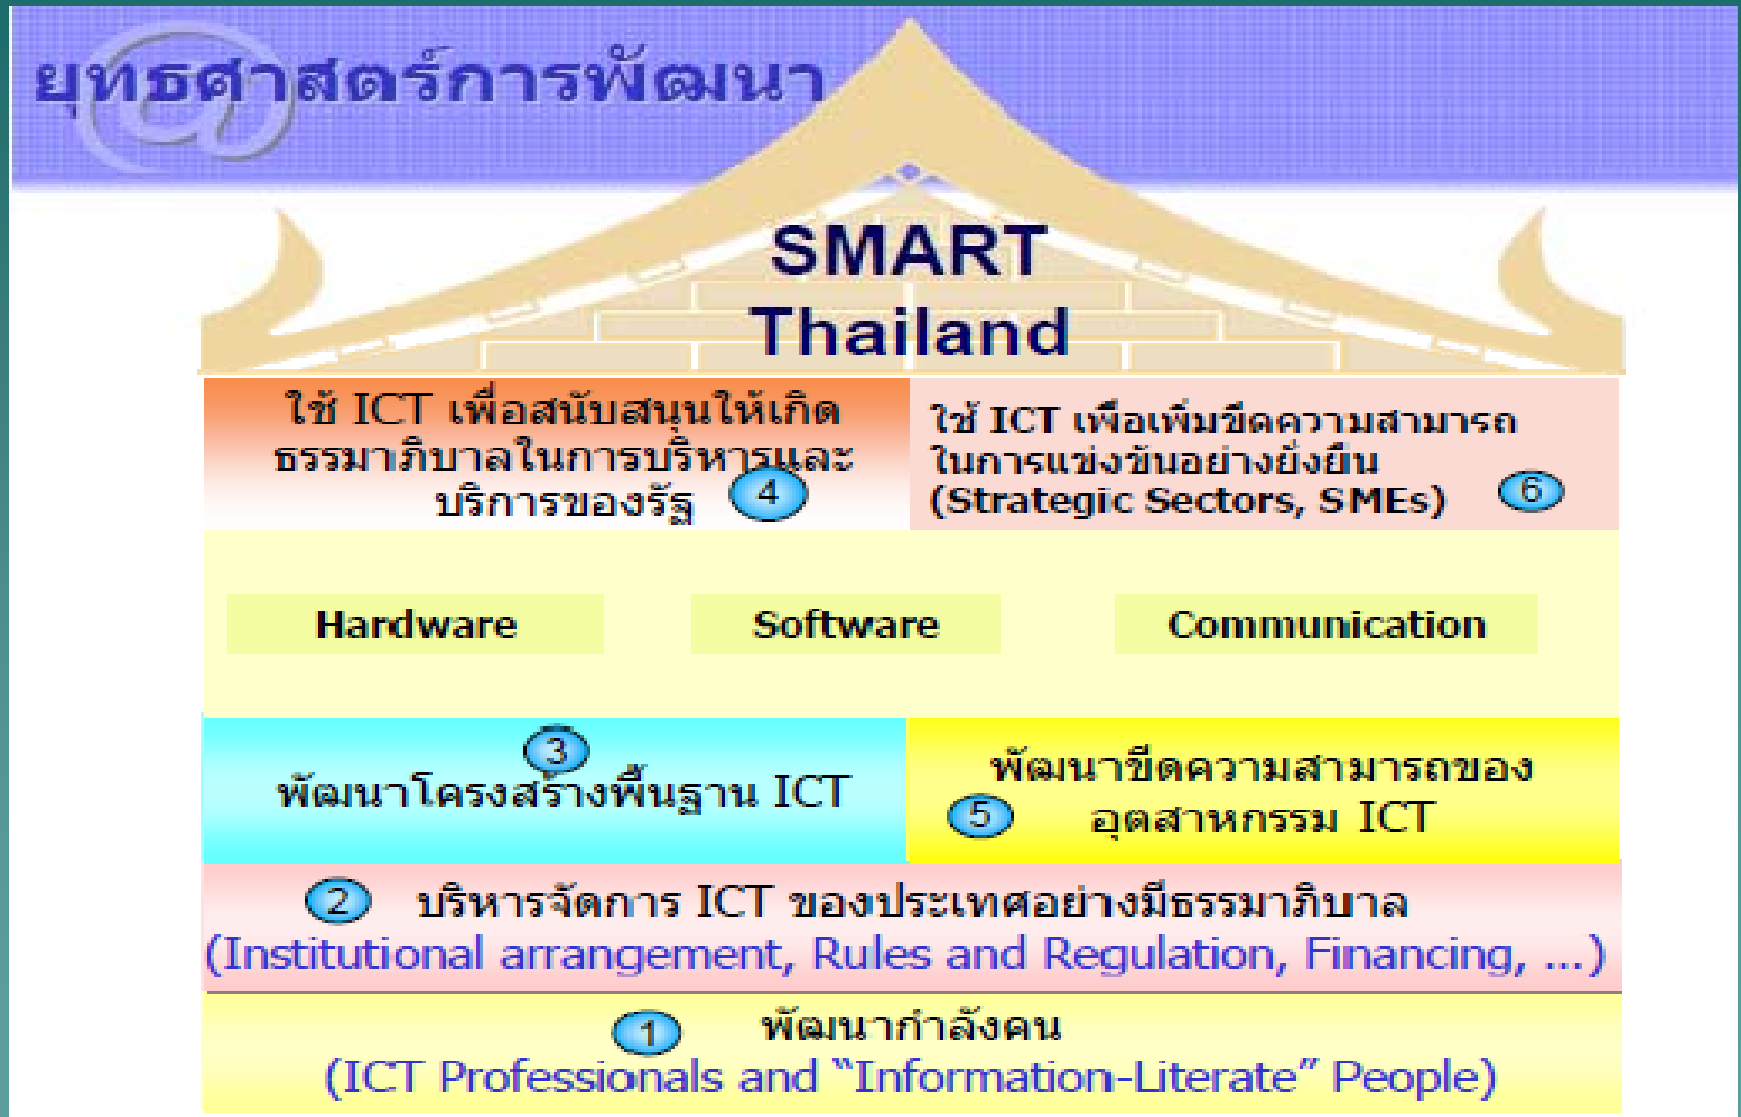 ยุทธศาสตร์การพัฒนา
SMART
Thailand
ใช้ ICT เพื่อสนับสนุนให้เกิด
ธรรมาภิบาลในการบริหารและ
บริการของรัฐ 4
ใช้ ICT เพื่อเพิ่มขีดความสามารถ
ในการแข่งขันอย่างยั่งยืน
(Strategic Sectors, SMEs) 6
Hardware
Software
Communication
3
พัฒนาโครงสร้างพื้นฐาน ICT
พัฒนาขีดความสามารถของ
5 อุตสาหกรรม ICT
2 บริหารจัดการ ICT ของประเทศอย่างมีธรรมาภิบาล
(Institutional arrangement, Rules and Regulation, Financing, ...)
1 พัฒนากำลังคน
(ICT Professionals and “Information-Literate” People)